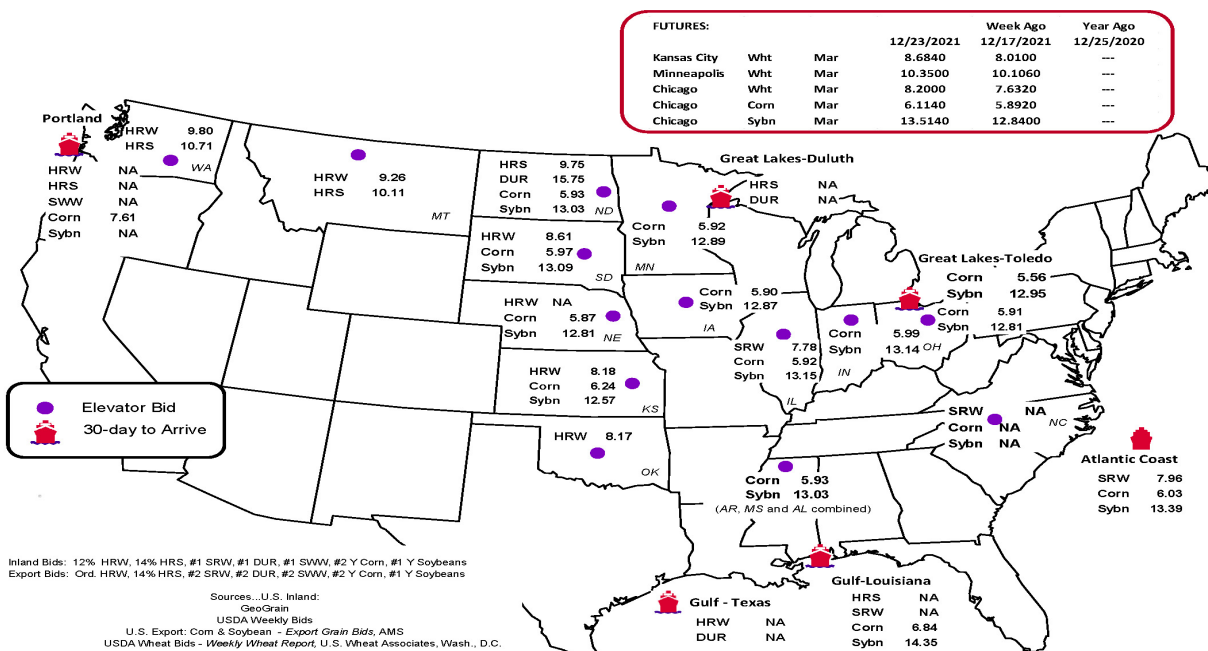 FUTURES: Week Ago Year Ago
12/23/2021 12/17/2021 12/25/2020
Kansas City Wht Mar 8.6840 8.0100 ---
Minneapolis Wht Mar 10.3500 10.1060 ---
Chicago Wht Mar 8.2000 7.6320 ---
Chicago Corn Mar 6.1140 5.8920 ---
Chicago Sybn Mar 13.5140 12.8400 ---
Portland
HRW NA
HRS NA
SWW NA
Corn 7.61
Sybn NA
HRW 9.80
HRS 10.71
WA
HRW 9.26
HRS 10.11
MT
HRS 9.75
DUR 15.75
Corn 5.93
Sybn 13.03 ND
HRW 8.61
Corn 5.97
Sybn 13.09
SD
HRW NA
Corn 5.87
Sybn 12.81
NE
HRW 8.18
Corn 6.24
Sybn 12.57
KS
HRW 8.17
OK
Corn 5.92
Sybn 12.89
MN
Great Lakes-Duluth
HRS NA
DUR NA
Corn 5.90
Sybn 12.87
IA
SRW 7.78
Corn 5.92
Sybn 13.15
IL
Great Lakes-Toledo
Corn 5.56
Sybn 12.95
Corn 5.91
Sybn 12.81
OH
Corn 5.99
Sybn 13.14
IN
SRW NA
Corn NA
Sybn NA
NC
Atlantic Coast
SRW 7.96
Corn 6.03
Sybn 13.39
Corn 5.93
Sybn 13.03
(AR, MS and AL combined)
Gulf-Louisiana
HRS NA
SRW NA
Corn 6.84
Sybn 14.35
Gulf - Texas
HRW NA
DUR NA
Elevator Bid
30-day to Arrive
Inland Bids: 12% HRW, 14% HRS, #1 SRW, #1 DUR, #1 SWW, #2 Y Corn, #1 Y Soybeans
Export Bids: Ord. HRW, 14% HRS, #2 SRW, #2 DUR, #2 SWW, #2 Y Corn, #1 Y Soybeans
Sources...U.S. Inland:
GeoGrain
USDA Weekly Bids
U.S. Export: Corn & Soybean - Export Grain Bids, AMS
USDA Wheat Bids - Weekly Wheat Report, U.S. Wheat Associates, Wash., D.C.